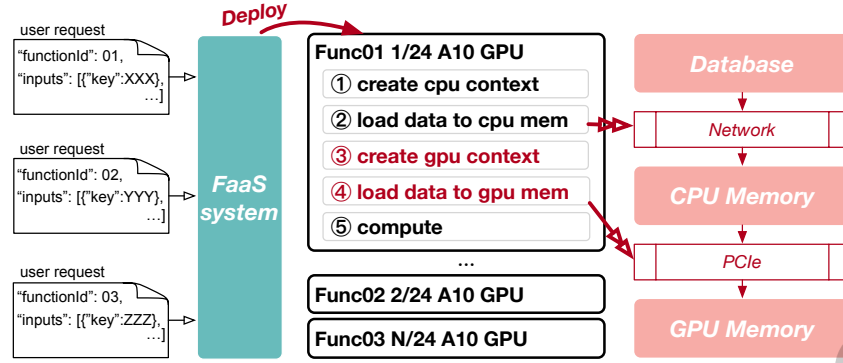 Deploy
user request
"functionId": 01,
"inputs": [{"key":XXX},
...]
user request
"functionId": 02,
"inputs": [{"key":YYY},
...]
user request
"functionId": 03,
"inputs": [{"key":ZZZ},
...]
FaaS
system
Func01 1/24 A10 GPU
① create cpu context
② load data to cpu mem
③ create gpu context
④ load data to gpu mem
⑤ compute
...
Func02 2/24 A10 GPU
Func03 N/24 A10 GPU
Database
Network
CPU Memory
PCIe
GPU Memory